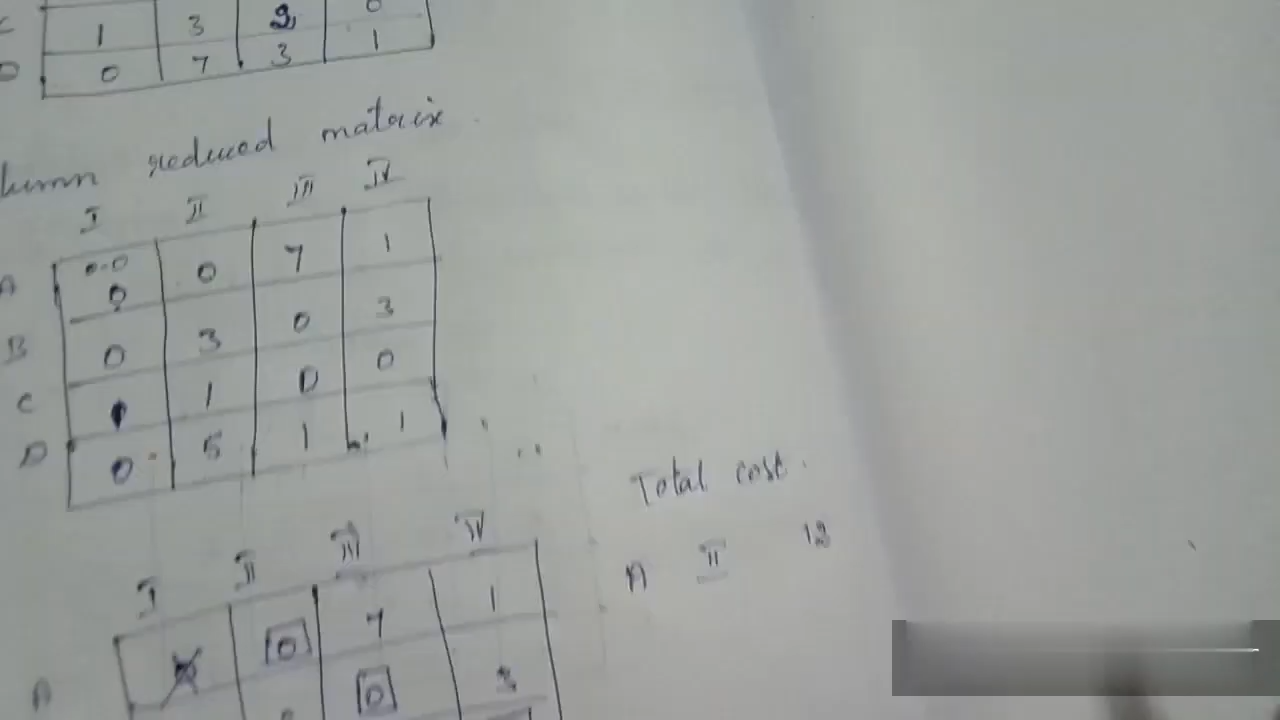 C 1 3 2 0
D 0 7 3 1
reduced matrix
I II III IV
0 0 7 1
B 0 3 0 3
C 1 1 0 0
D 0 5 1 1
Total cost.
A II 12
I II III IV
A 0 0 7 1
0 3